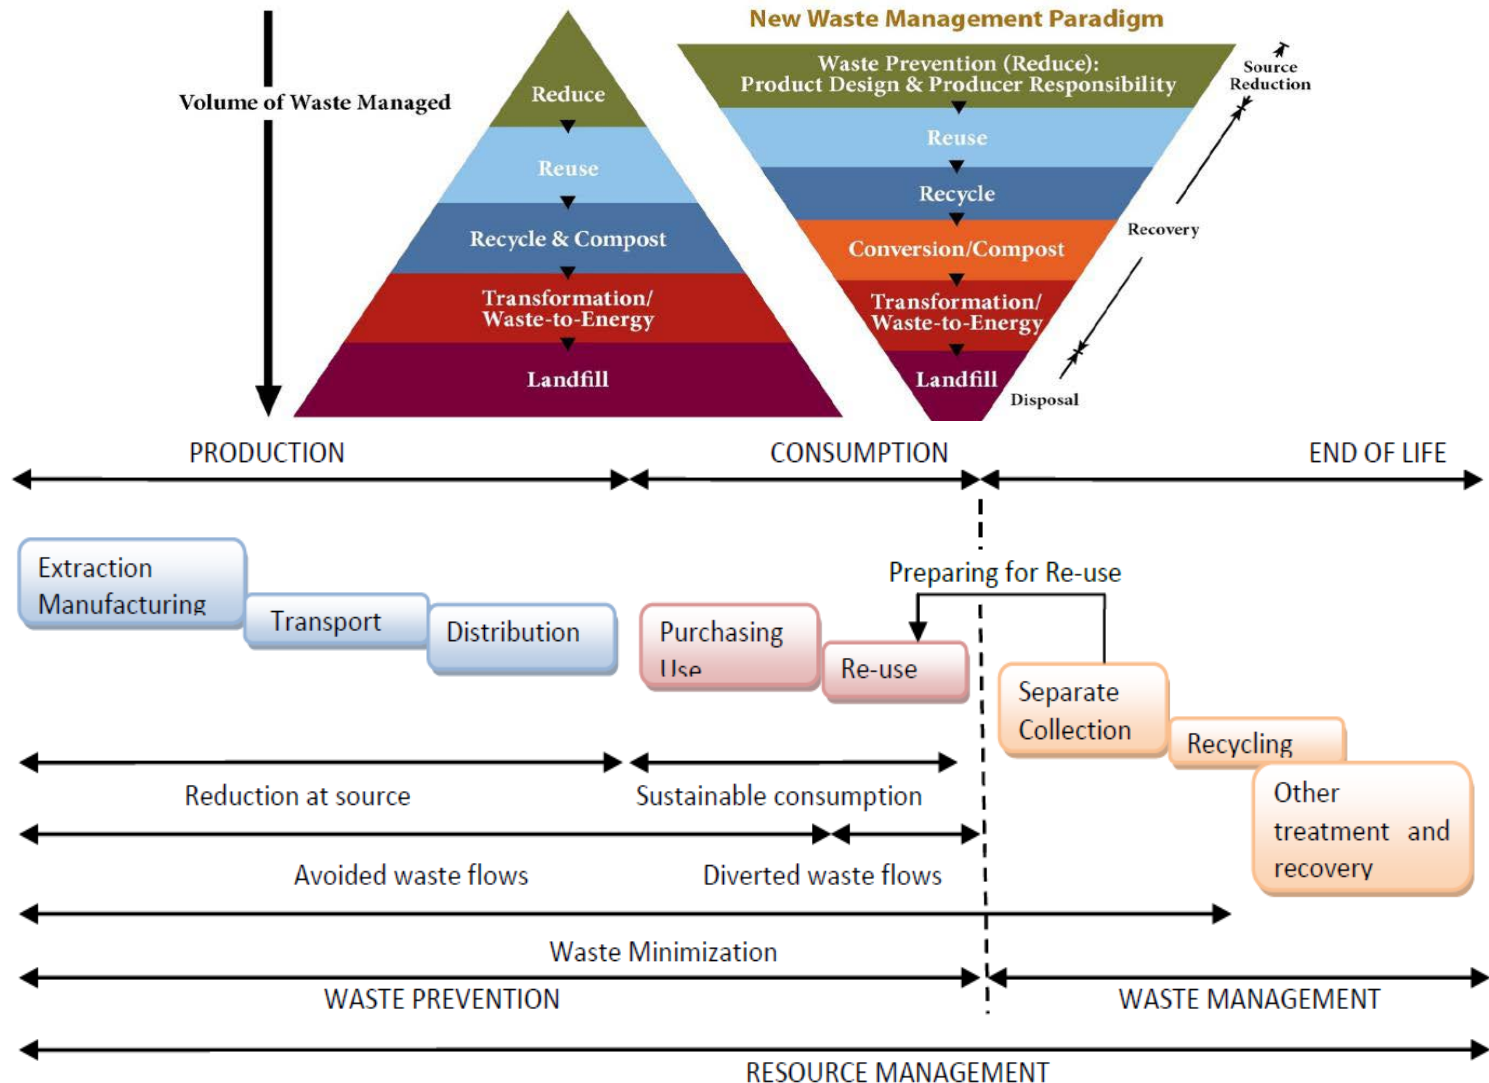 New Waste Management Paradigm
Volume of Waste Managed
Reduce
Reuse
Recycle & Compost
Transformation/
Waste-to-Energy
Landfill
Waste Prevention (Reduce):
Product Design & Producer Responsibility
Reuse
Recycle
Conversion/Compost
Transformation/
Waste-to-Energy
Landfill
Source
Reduction
Recovery
Disposal
PRODUCTION
CONSUMPTION
END OF LIFE
Extraction
Manufacturing
Transport
Distribution
Purchasing
Use
Re-use
Preparing for Re-use
Separate
Collection
Recycling
Other
treatment and
recovery
Reduction at source
Sustainable consumption
Avoided waste flows
Diverted waste flows
Waste Minimization
WASTE PREVENTION
WASTE MANAGEMENT
RESOURCE MANAGEMENT